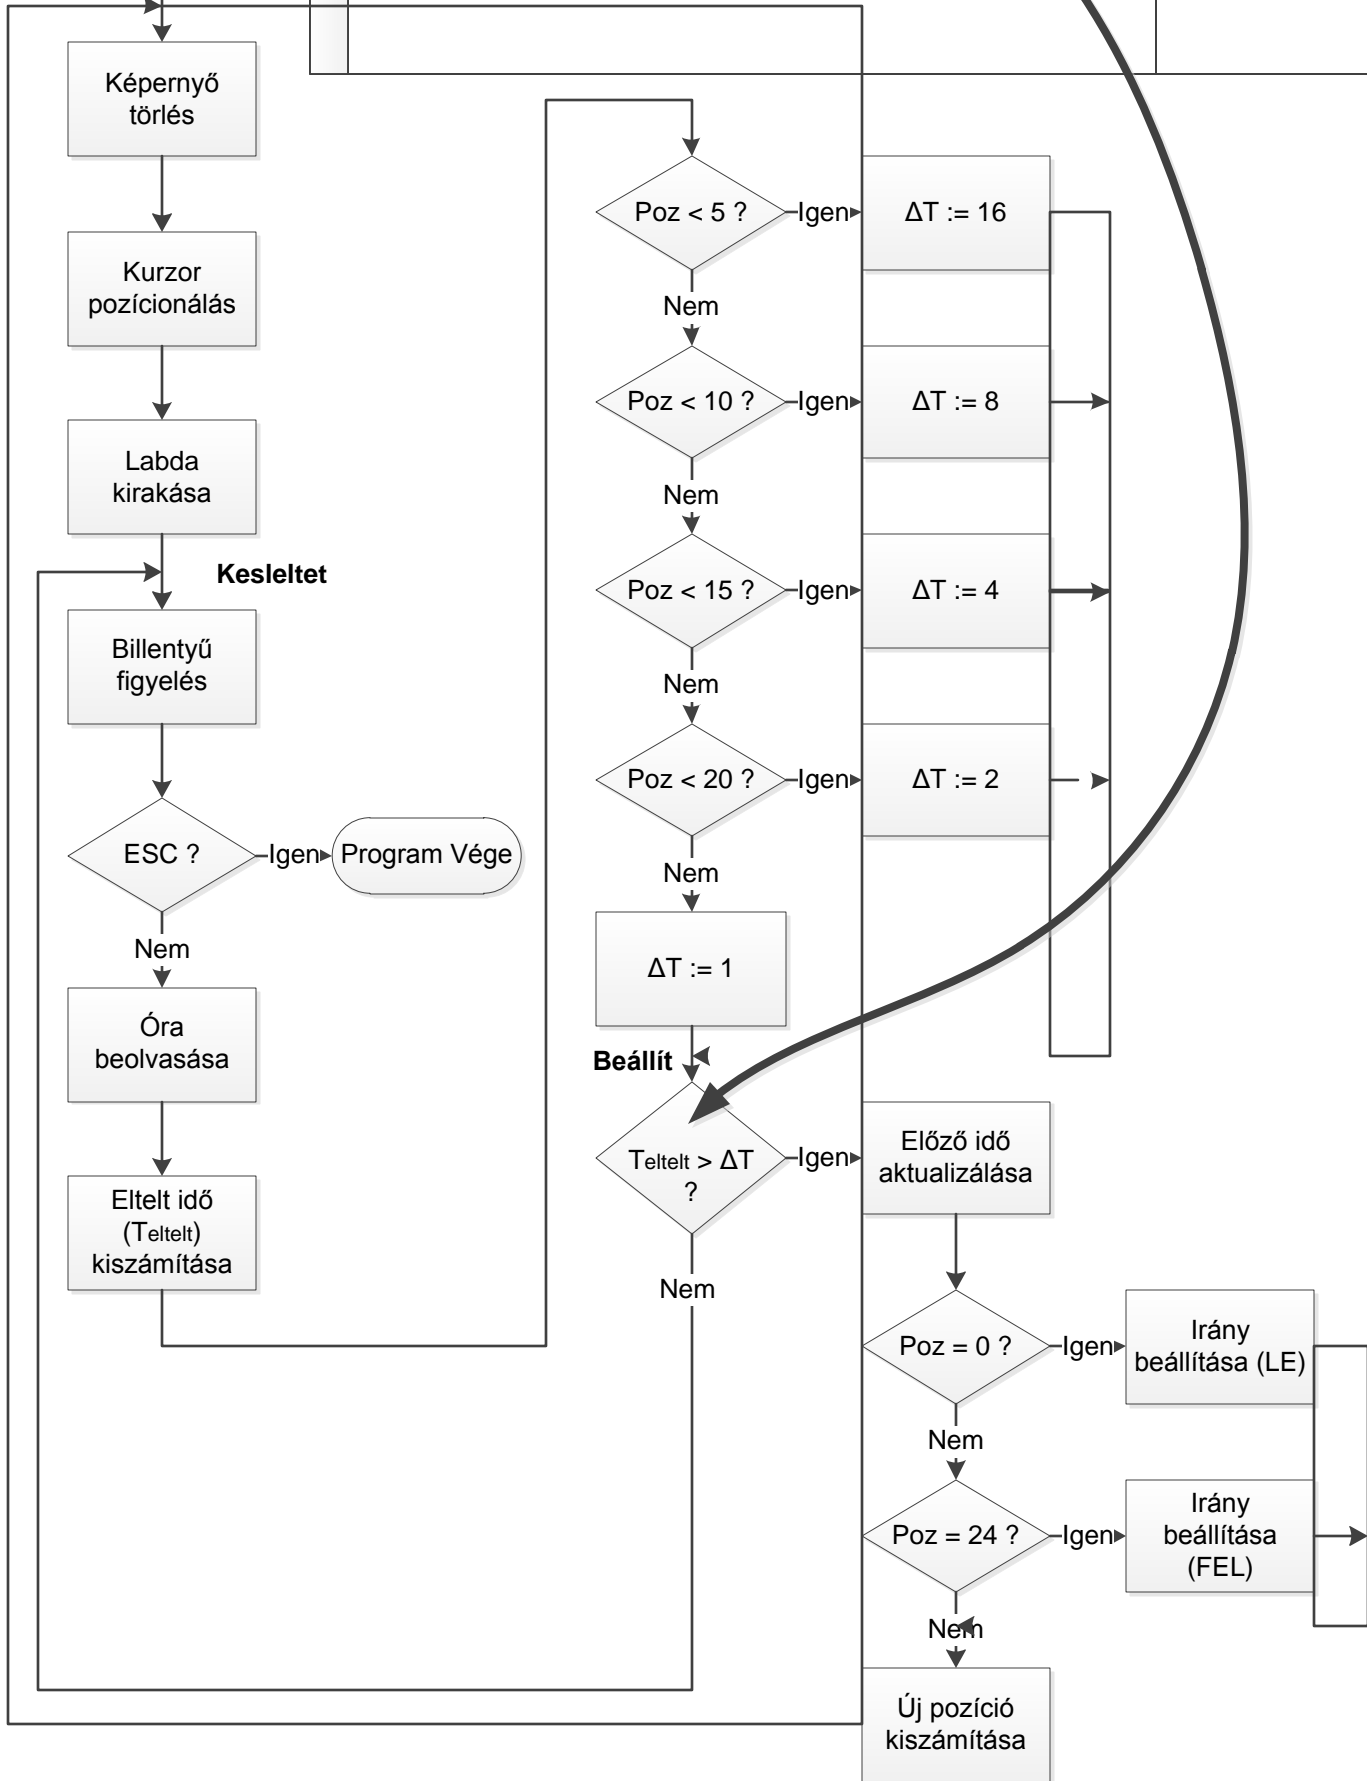 Képernyő
törlés
Kurzor
pozícionálás
Labda
kirakása
Kesleltet
Billentyű
figyelés
ESC ?
Igen
Program Vége
Nem
Óra
beolvasása
Eltelt idő
(Teltelt)
kiszámítása
Poz < 5 ?
Igen
ΔT := 16
Nem
Poz < 10 ?
Igen
ΔT := 8
Nem
Poz < 15 ?
Igen
ΔT := 4
Nem
Poz < 20 ?
Igen
ΔT := 2
Nem
ΔT := 1
Beállít
Teltelt > ΔT
?
Igen
Nem
Előző idő
aktualizálása
Poz = 0 ?
Igen
Irány
beállítása (LE)
Nem
Poz = 24 ?
Igen
Irány
beállítása
(FEL)
Nem
Új pozíció
kiszámítása